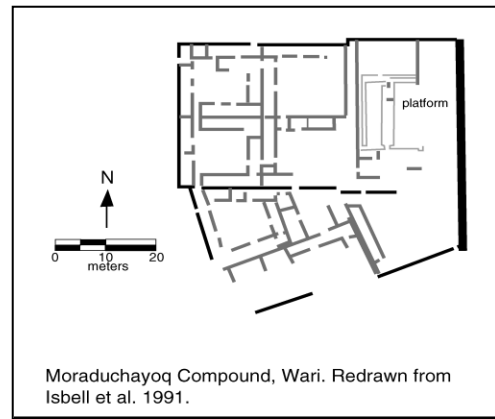 platform
N
0 10 20
meters
Moraduchayoq Compound, Wari. Redrawn from
Isbell et al. 1991.